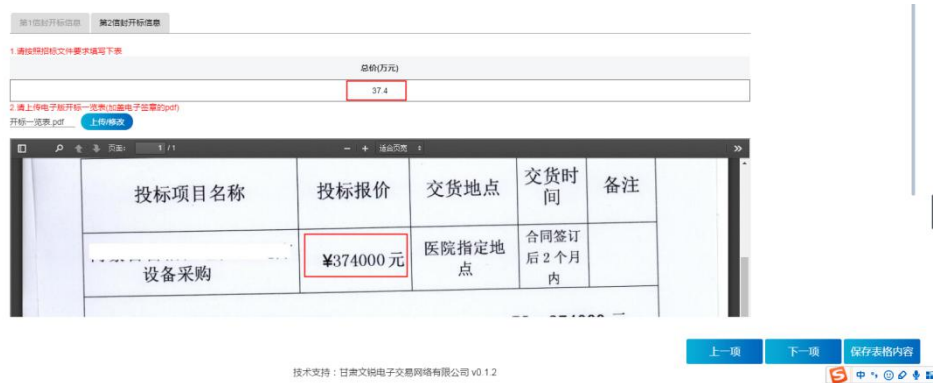 第1信封开标信息 第2信封开标信息
1.请按照招标文件要求填写下表
总价(万元)
37.4
2.请上传电子版开标一览表(加盖电子签章的pdf)
开标一览表.pdf 上传/修改
页面: 1 / 1 适合页宽
投标项目名称 投标报价 交货地点 交货时间 备注
设备采购 ¥374000元 医院指定地点 合同签订后2个月内
上一项 下一项 保存表格内容
技术支持：甘肃文锐电子交易网络有限公司 v0.1.2
中